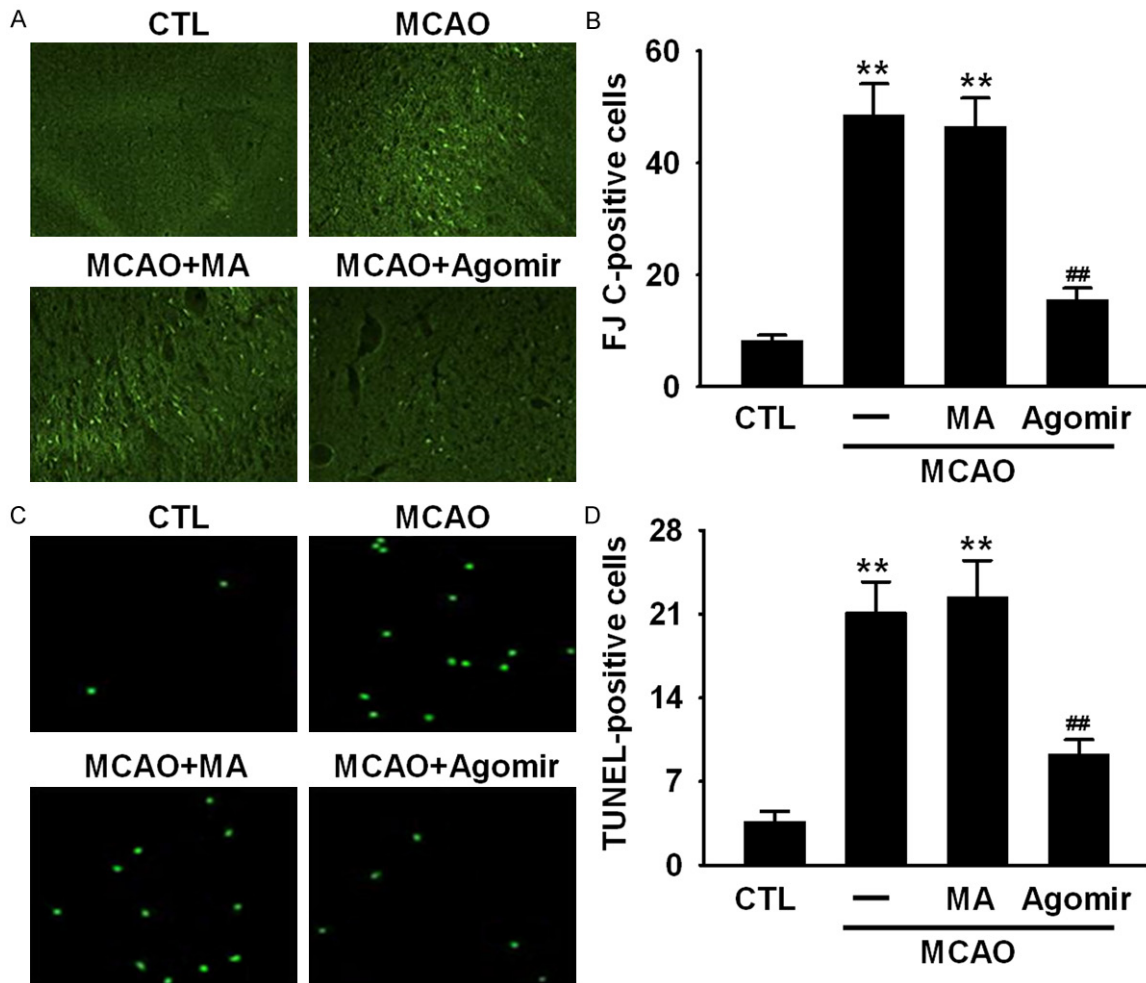 A
CTL
MCAO
MCAO+MA
MCAO+Agomir
B
FJ C-positive cells
60
40
20
0
**
**
##
CTL
—
MA
Agomir
MCAO
C
CTL
MCAO
MCAO+MA
MCAO+Agomir
D
TUNEL-positive cells
28
21
14
7
0
**
**
##
CTL
—
MA
Agomir
MCAO